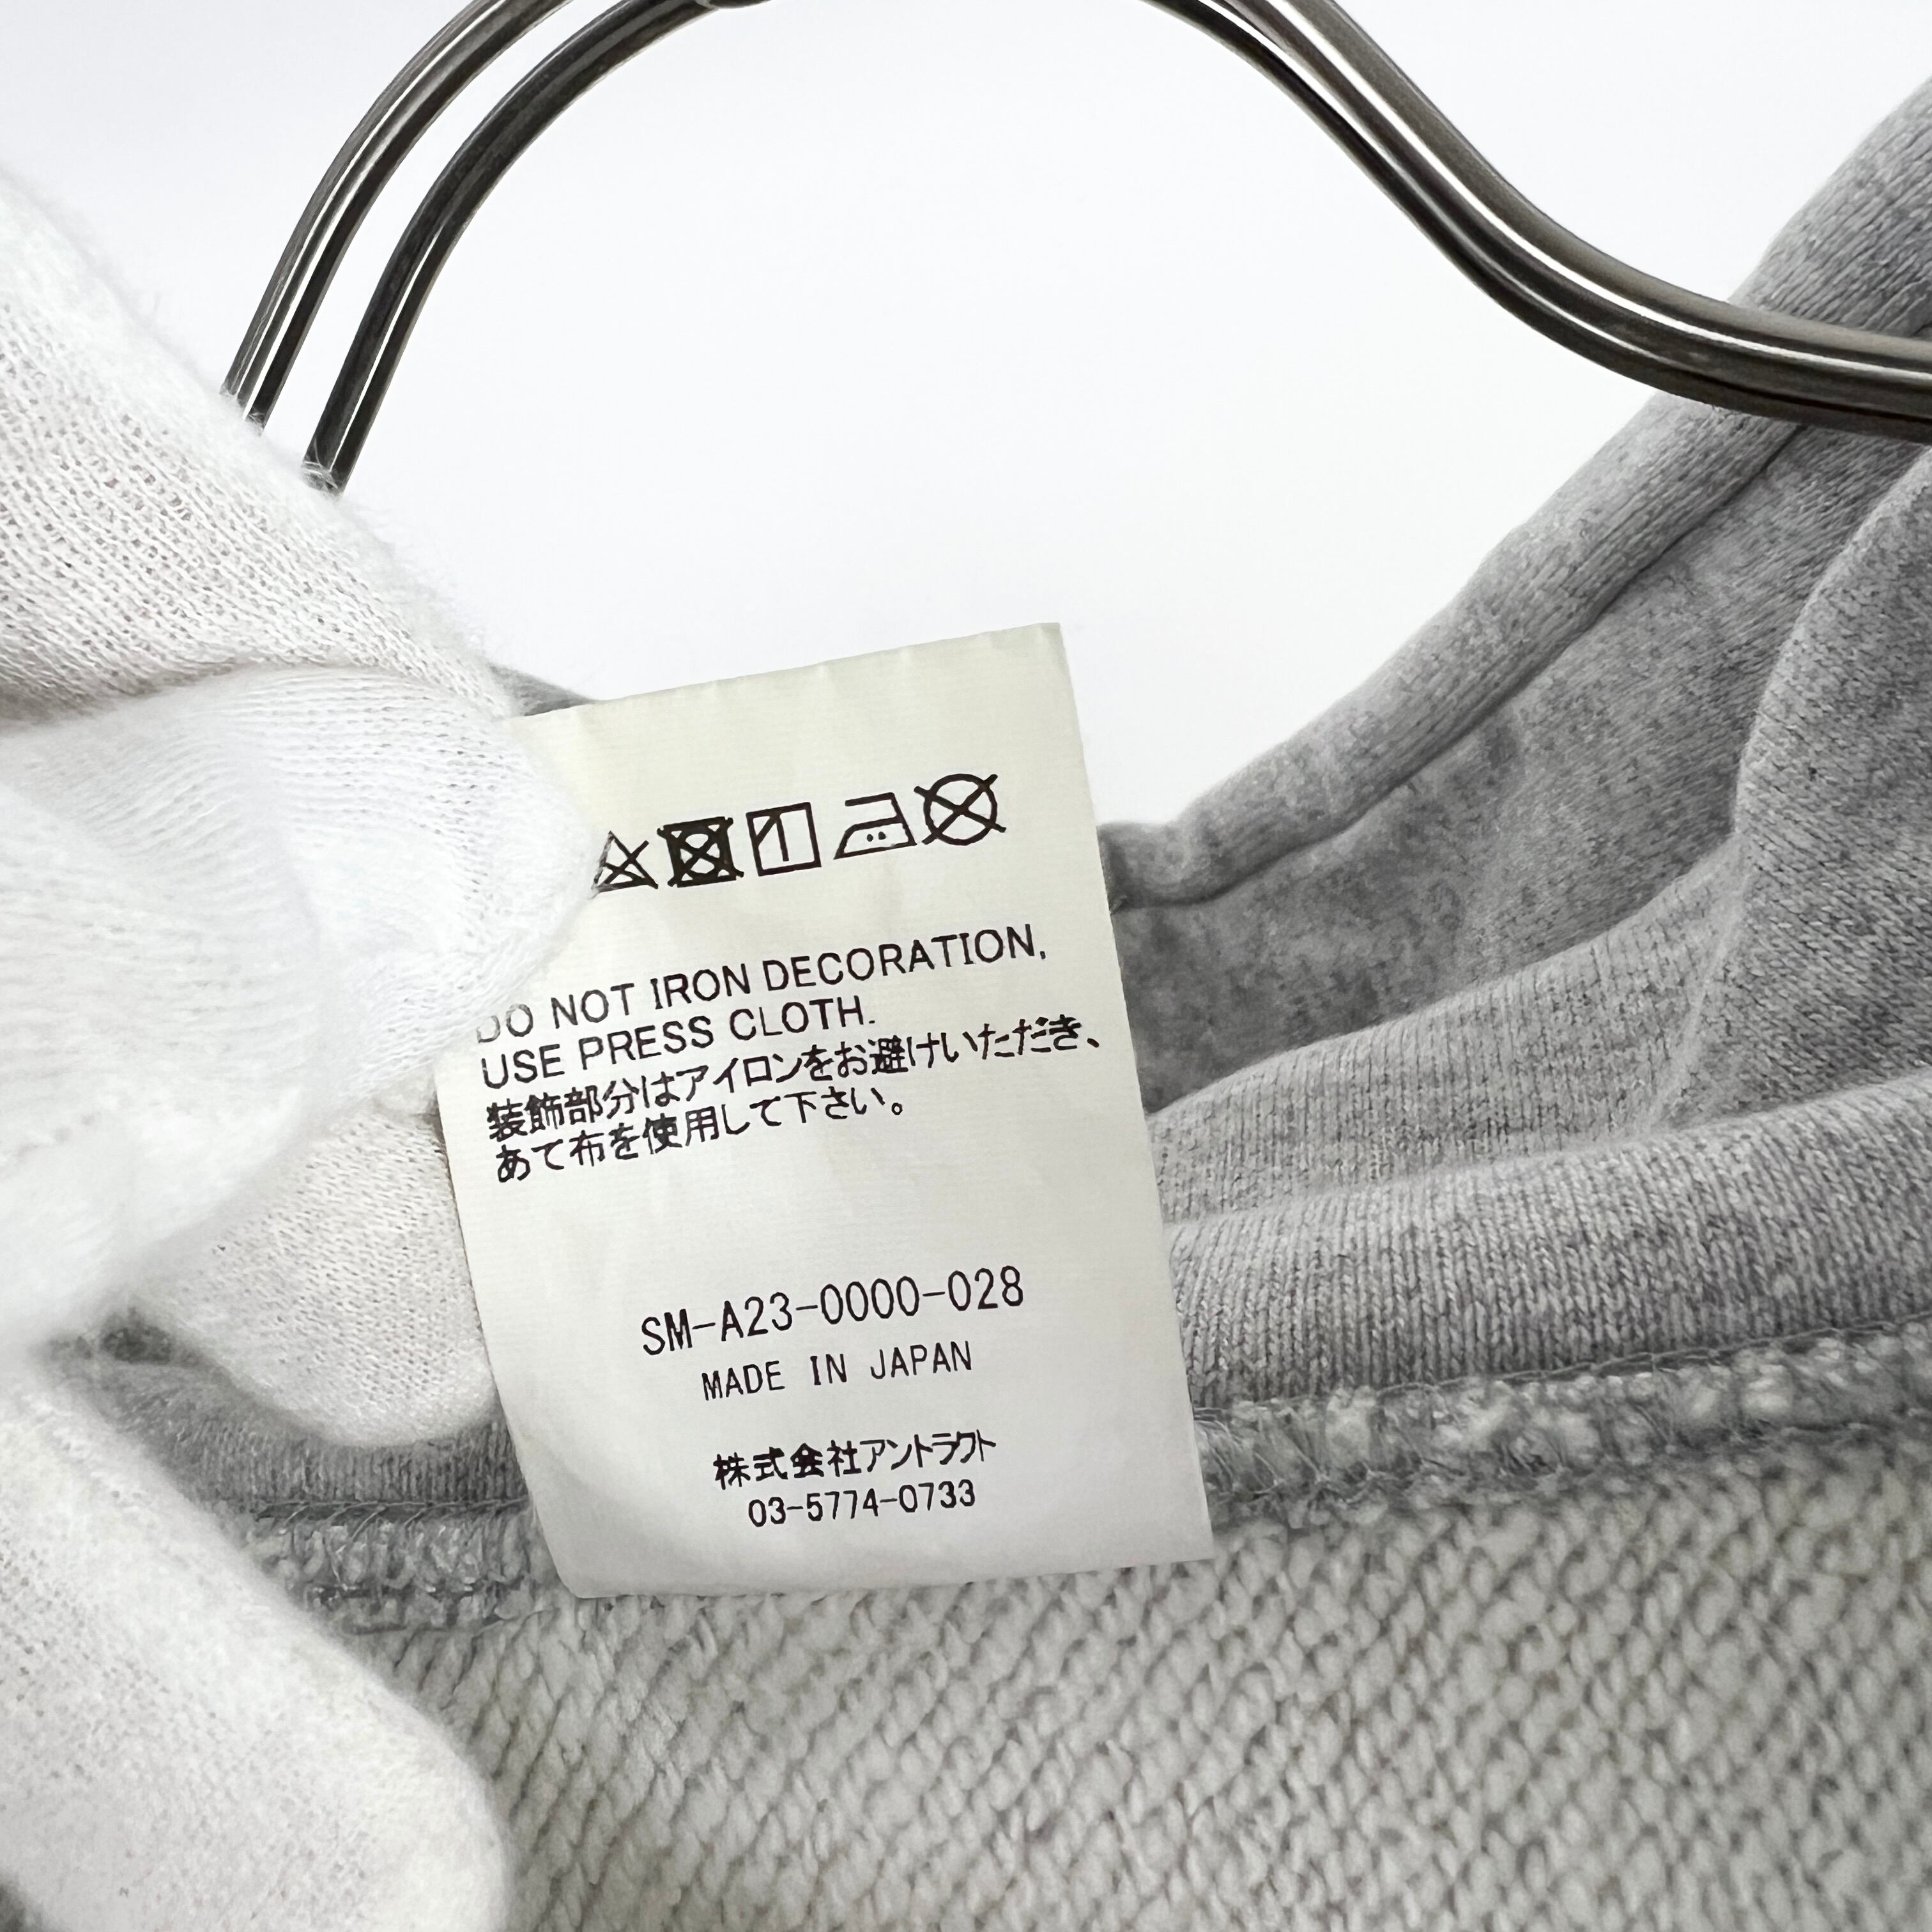 DO NOT IRON DECORATION,
USE PRESS CLOTH.
装飾部分はアイロンをお避けいただき、
あて布を使用して下さい。
SM-A23-0000-028
MADE IN JAPAN
株式会社アントラクト
03-5774-0733